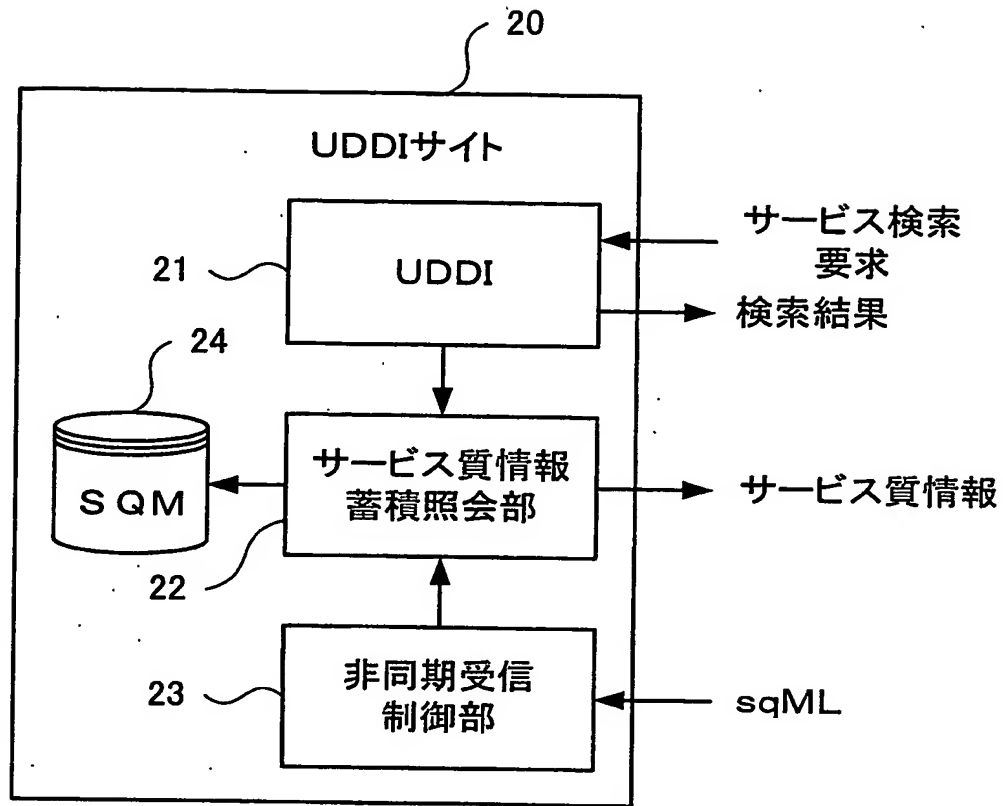 20
UDDIサイト
21
UDDI
サービス検索
要求
検索結果
24
SQM
サービス質情報
蓄積照会部
サービス質情報
22
23
非同期受信
制御部
sqML